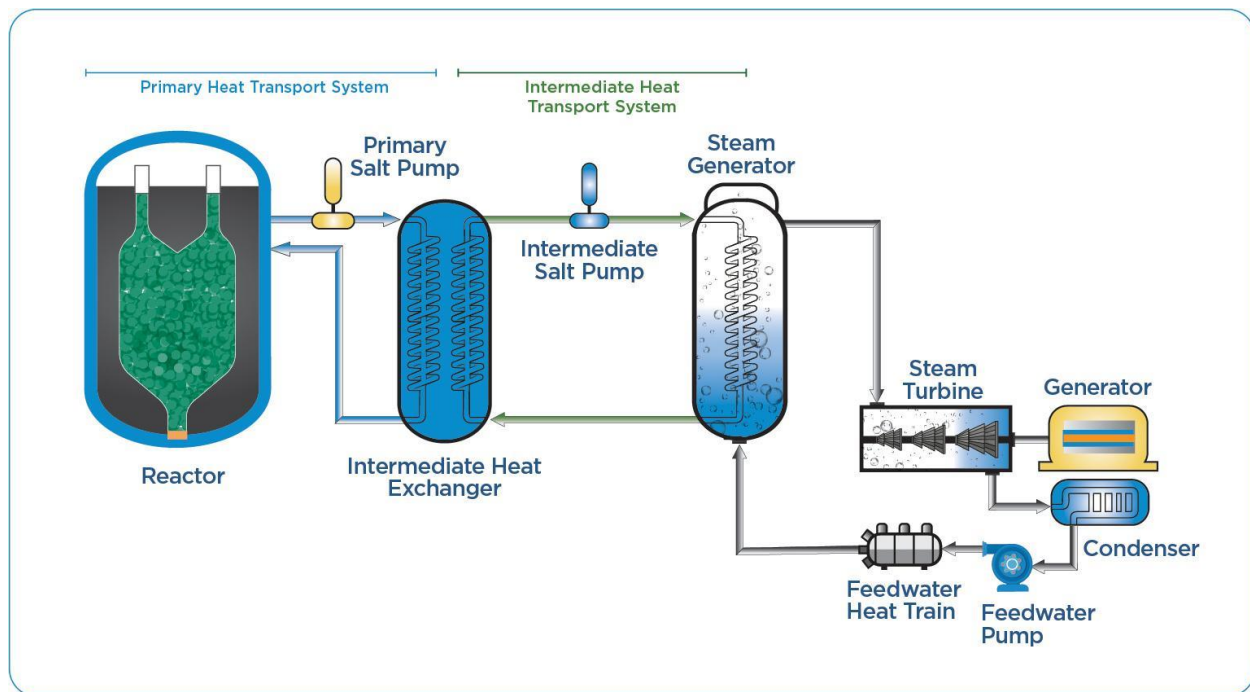 Primary Heat Transport System
Intermediate Heat
Transport System
Primary
Salt Pump
Steam
Generator
Intermediate
Salt Pump
Reactor
Intermediate Heat
Exchanger
Steam
Turbine
Generator
Condenser
Feedwater
Heat Train
Feedwater
Pump